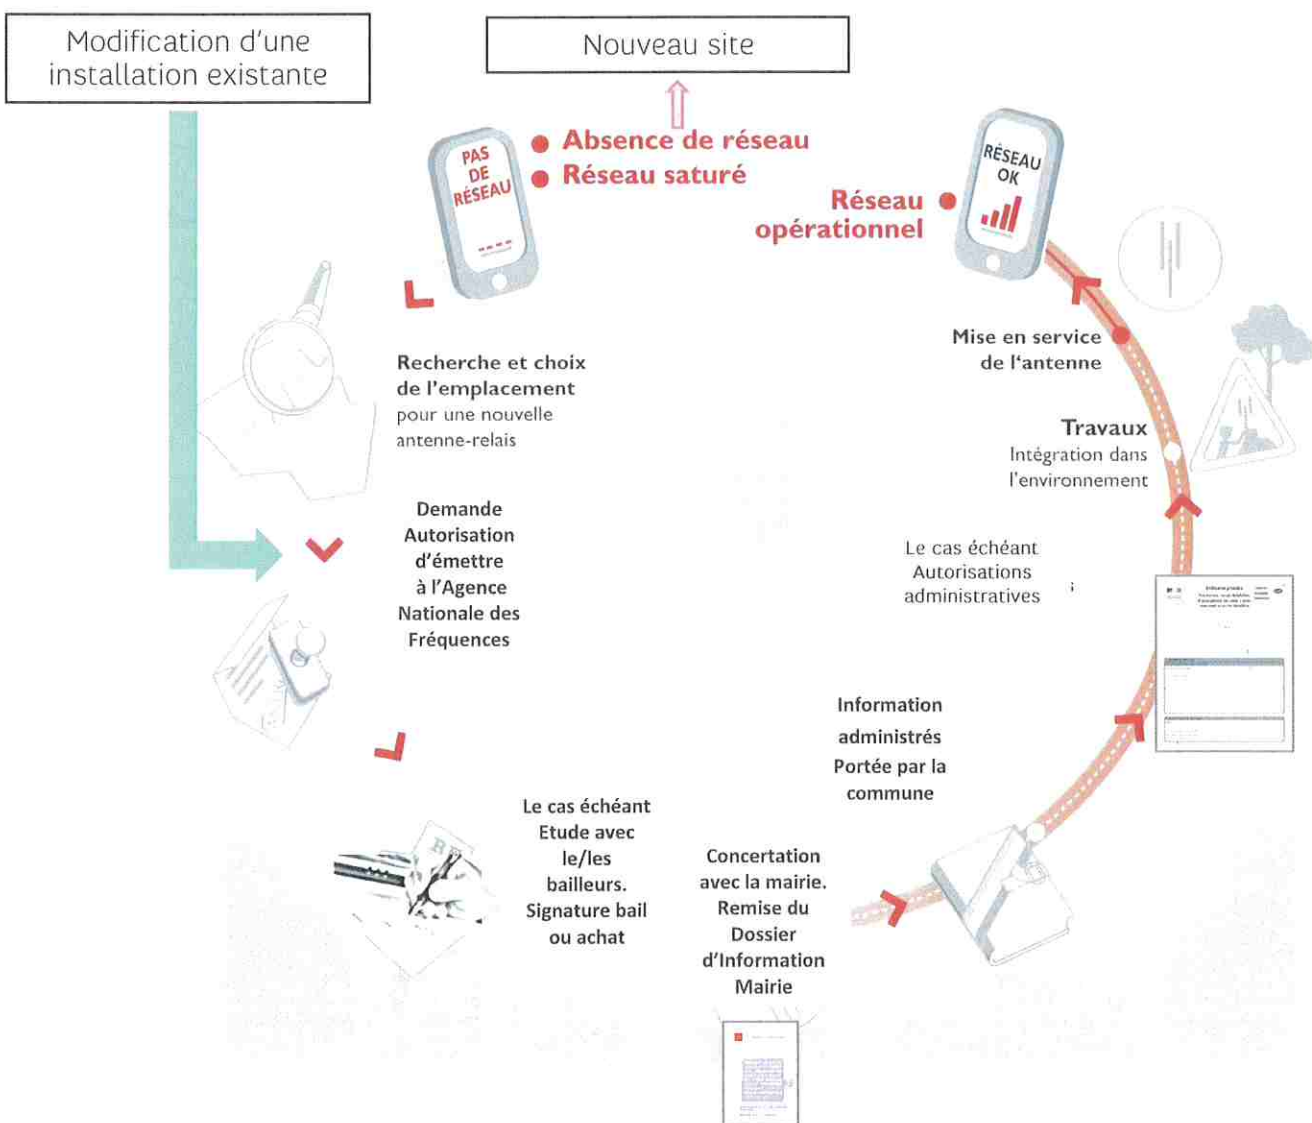 Modification d'une
installation existante
Nouveau site
PAS
DE
RÉSEAU
Absence de réseau
Réseau saturé
RÉSEAU
OK
Réseau
opérationnel
Recherche et choix
de l'emplacement
pour une nouvelle
antenne-relais
Demande
Autorisation
d'émettre
à l'Agence
Nationale des
Fréquences
Le cas échéant
Etude avec
le/les
bailleurs.
Signature bail
ou achat
Concertation
avec la mairie.
Remise du
Dossier
d'Information
Mairie
Information
administrés
Portée par la
commune
Le cas échéant
Autorisations
administratives
Travaux
Intégration dans
l'environnement
Mise en service
de l'antenne